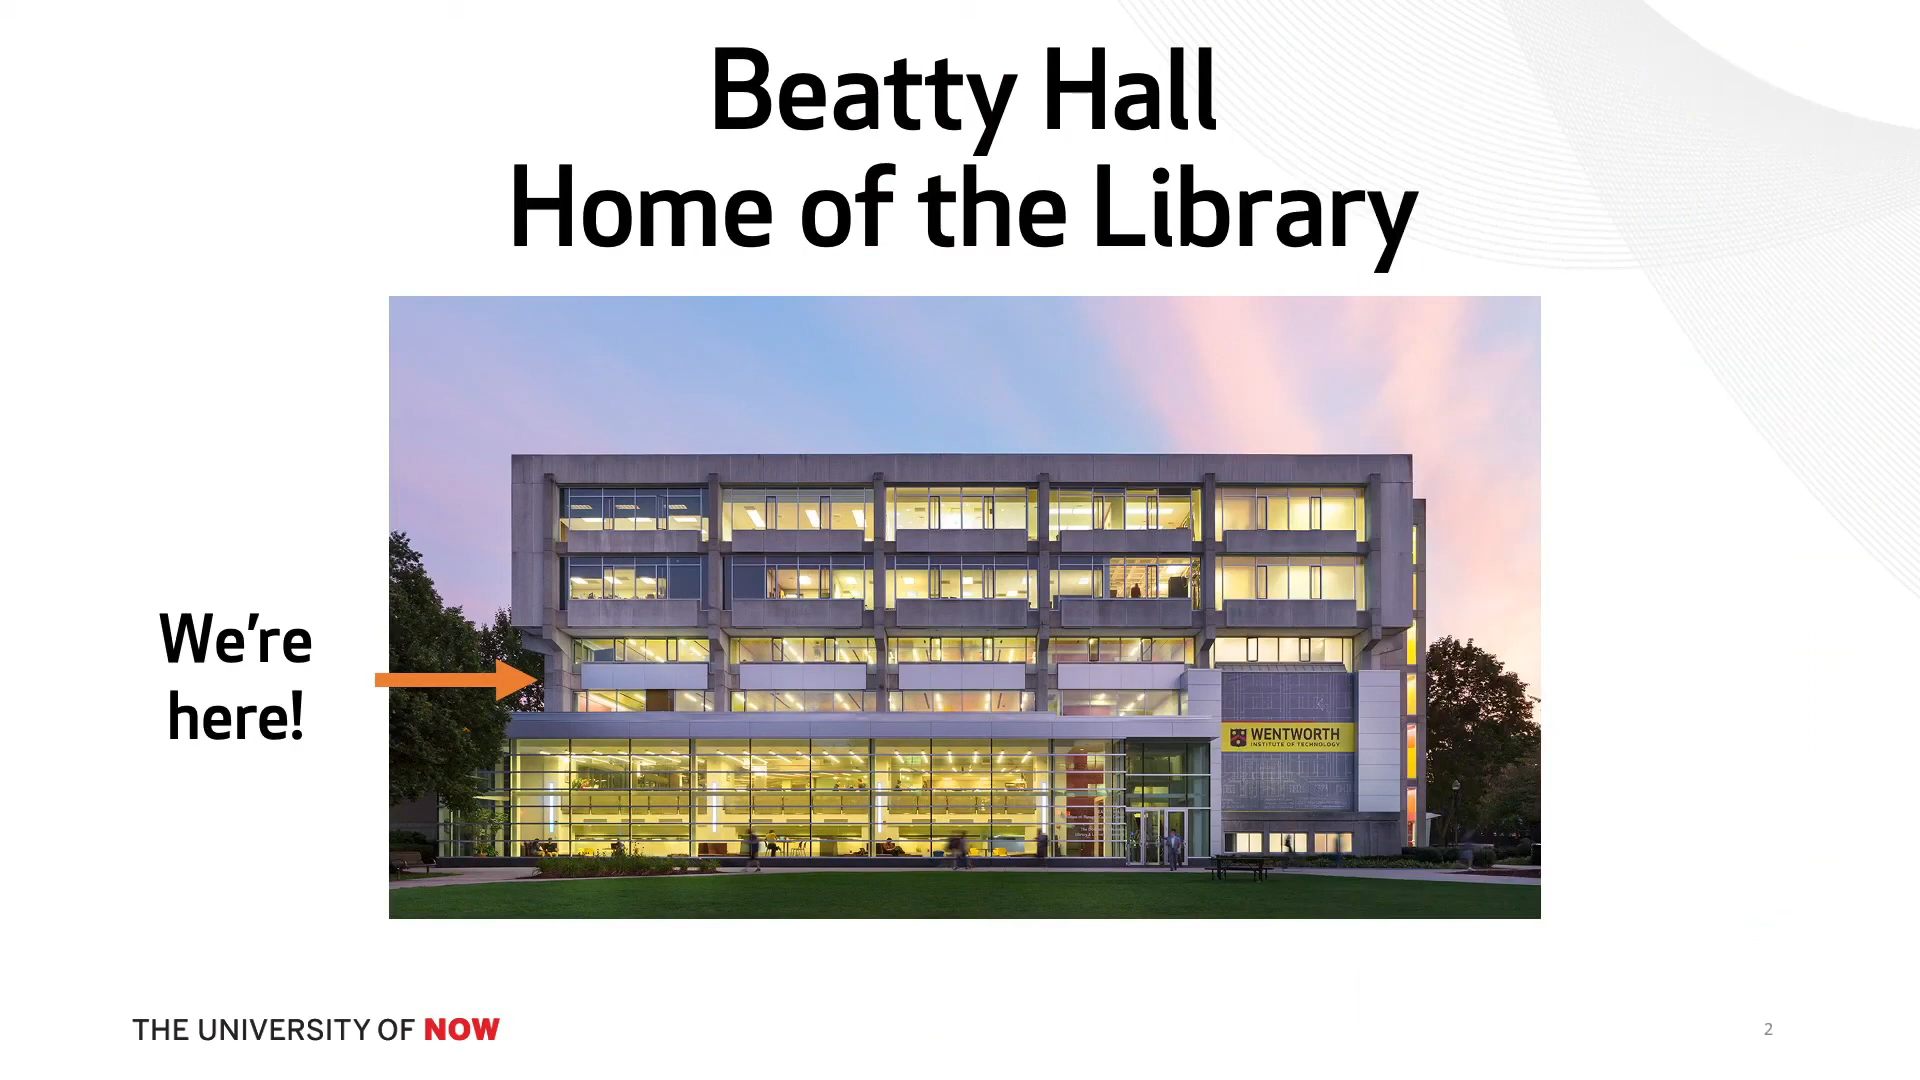 Beatty Hall
Home of the Library
We're
here!
WENTWORTH
INSTITUTE OF TECHNOLOGY
THE UNIVERSITY OF NOW
2